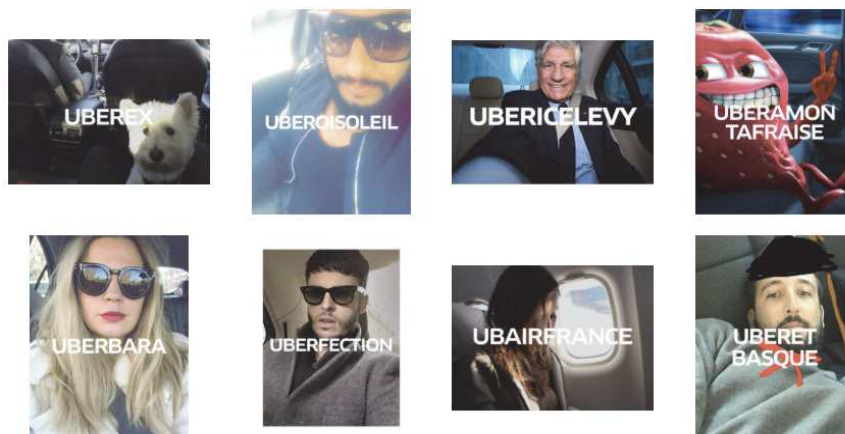 UBEREX
UBEROISOLEIL
UBERICELEVY
UBERAMON
TAFRAISE
UBERBARA
UBERFECTION
UBAIRFRANCE
UBERET
BASQUE